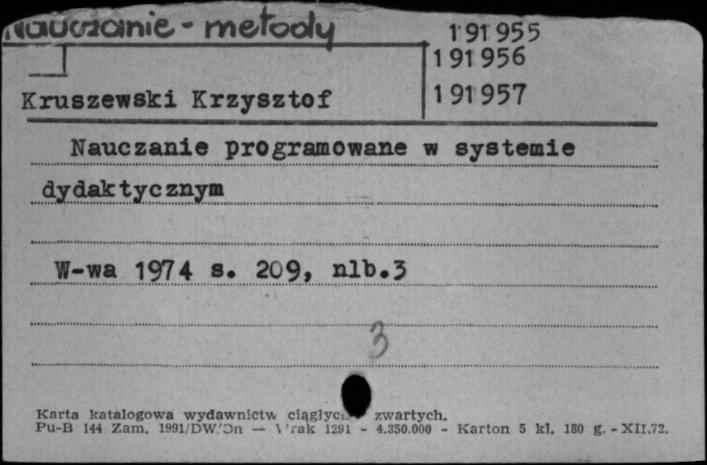 Nauczanie - metody
191955
191956
191957
Kruszewski Krzysztof
Nauczanie programowane w systemie
dydaktycznym
W-wa 1974 s. 209, nlb.3
3
Karta katalogowa wydawnictw zwartych.
Pu-B 144 Zam. 1991/DW. — 1291 - 4.350.000 - Karton 5 kl. 180 g. - XII.72.